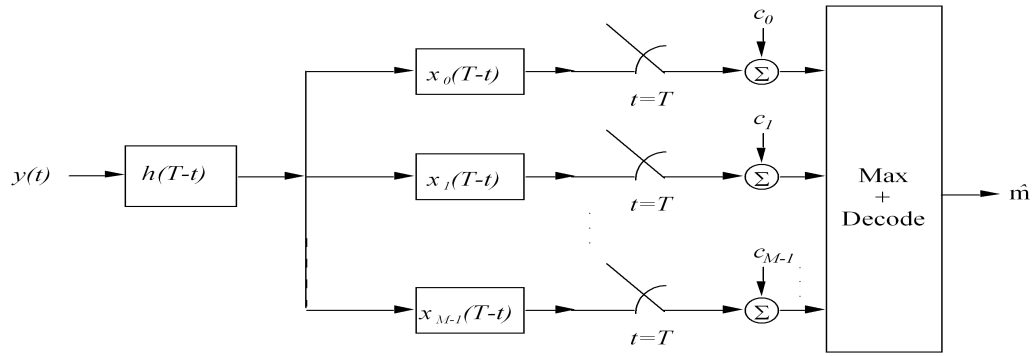 c₀
x₀(T-t)
t=T
Σ
c₁
y(t)
h(T-t)
x₁(T-t)
t=T
Σ
Max
+
Decode
m̂
c_{M-1}
x_{M-1}(T-t)
t=T
Σ